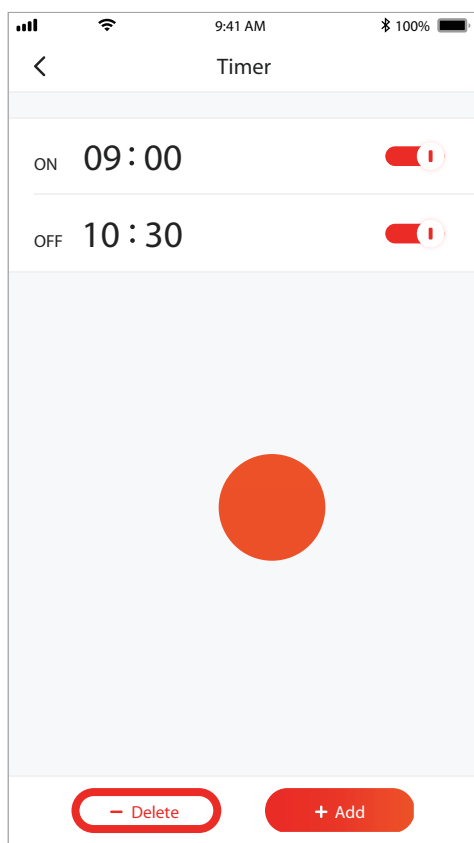 9:41 AM 100%
Timer
ON 09:00
OFF 10:30
– Delete + Add